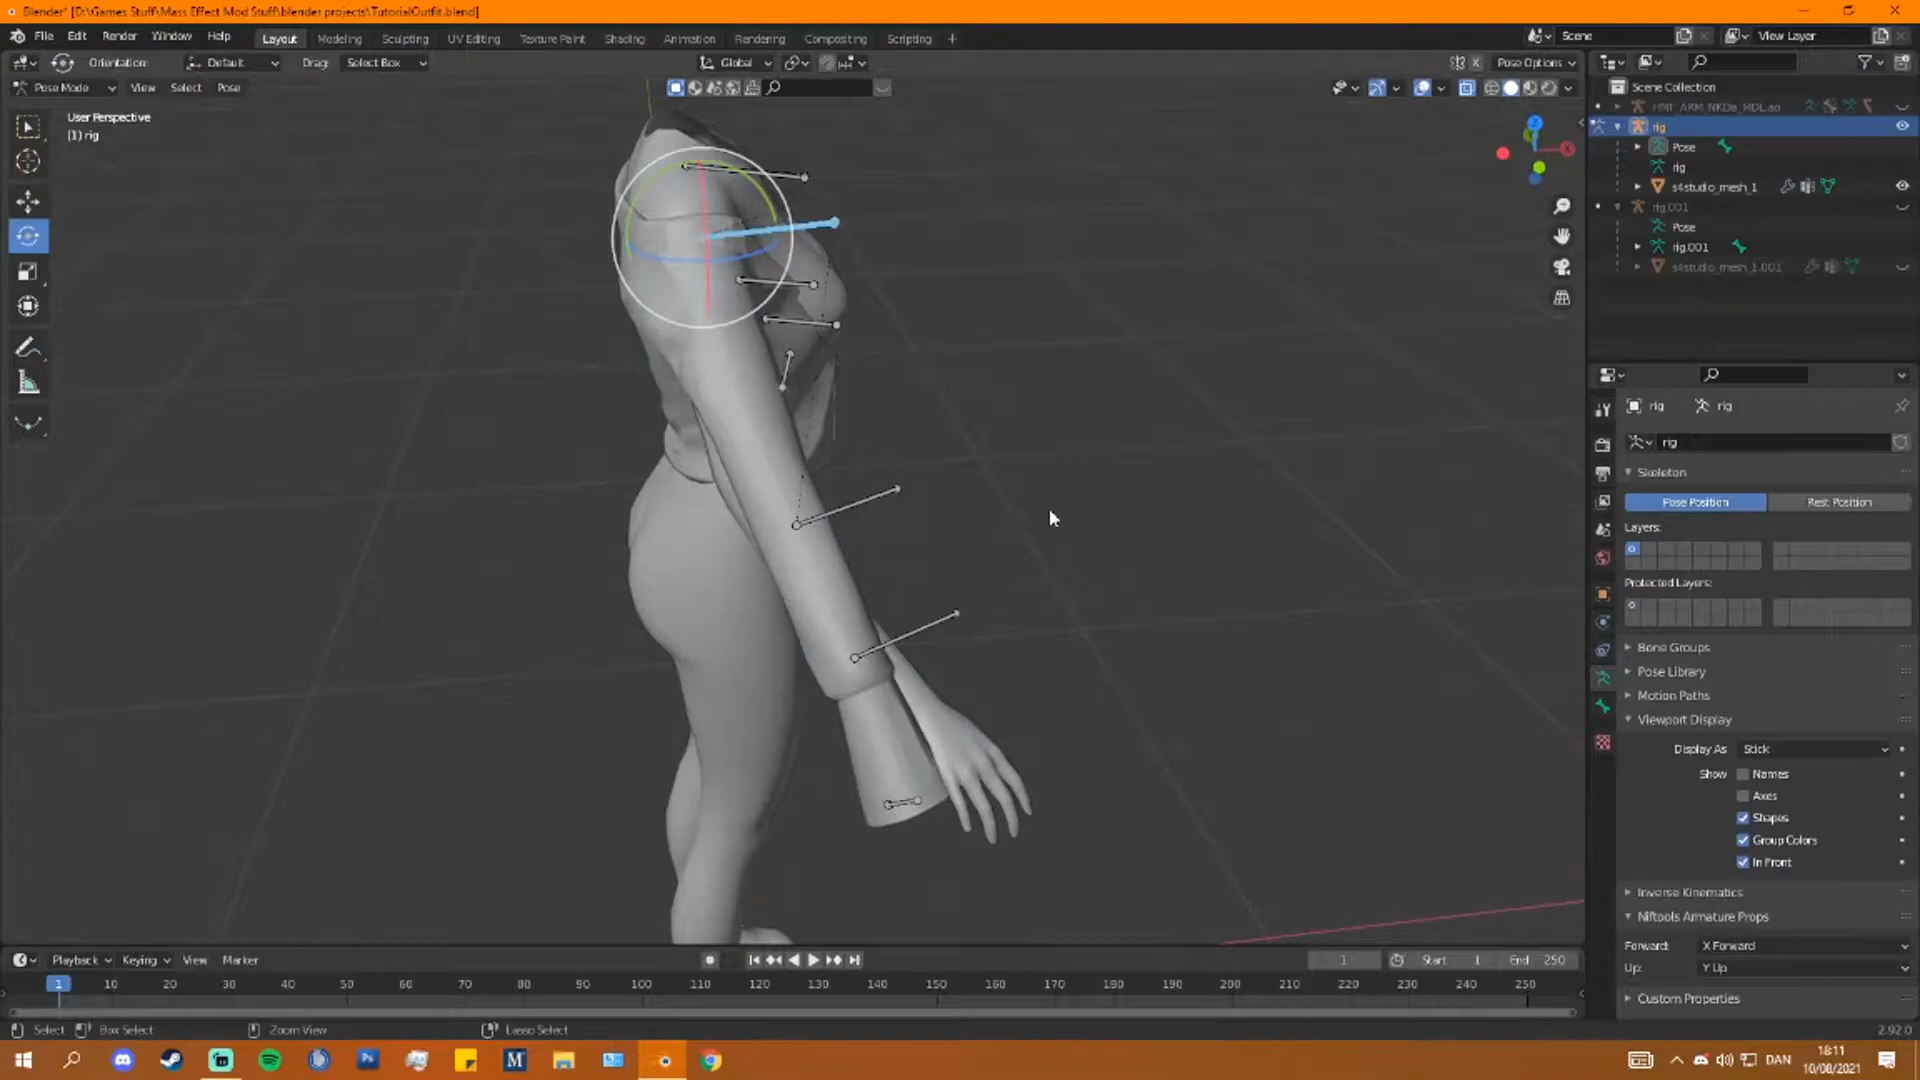 Blender* [D:\Games Stuff\Mass Effect Mod Stuff\blender projects\TutorialOutfit.blend]
File Edit Render Window Help Layout Modeling Sculpting UV Editing Texture Paint Shading Animation Rendering Compositing Scripting + Scene View Layer
Orientation: Default Drag: Select Box Global Pose Options
Pose Mode View Select Pose
User Perspective
(1) rig
Scene Collection
rig
Pose
rig
s4studio_mesh_1
rig.001
Pose
rig.001
s4studio_mesh_1.001
rig rig
rig
Skeleton
Pose Position Rest Position
Layers:
Protected Layers:
Bone Groups
Pose Library
Motion Paths
Viewport Display
Display As Stick
Show Names
Axes
Shapes
Group Colors
In Front
Inverse Kinematics
Niftools Armature Props
Forward: X Forward
Up: Y Up
Custom Properties
Playback Keying View Marker 1 Start 1 End 250
1 10 20 30 40 50 60 70 80 90 100 110 120 130 140 150 160 170 180 190 200 210 220 230 240 250
Select Box Select Zoom View Lasso Select 2.92.0
DAN 18:11
10/08/2021